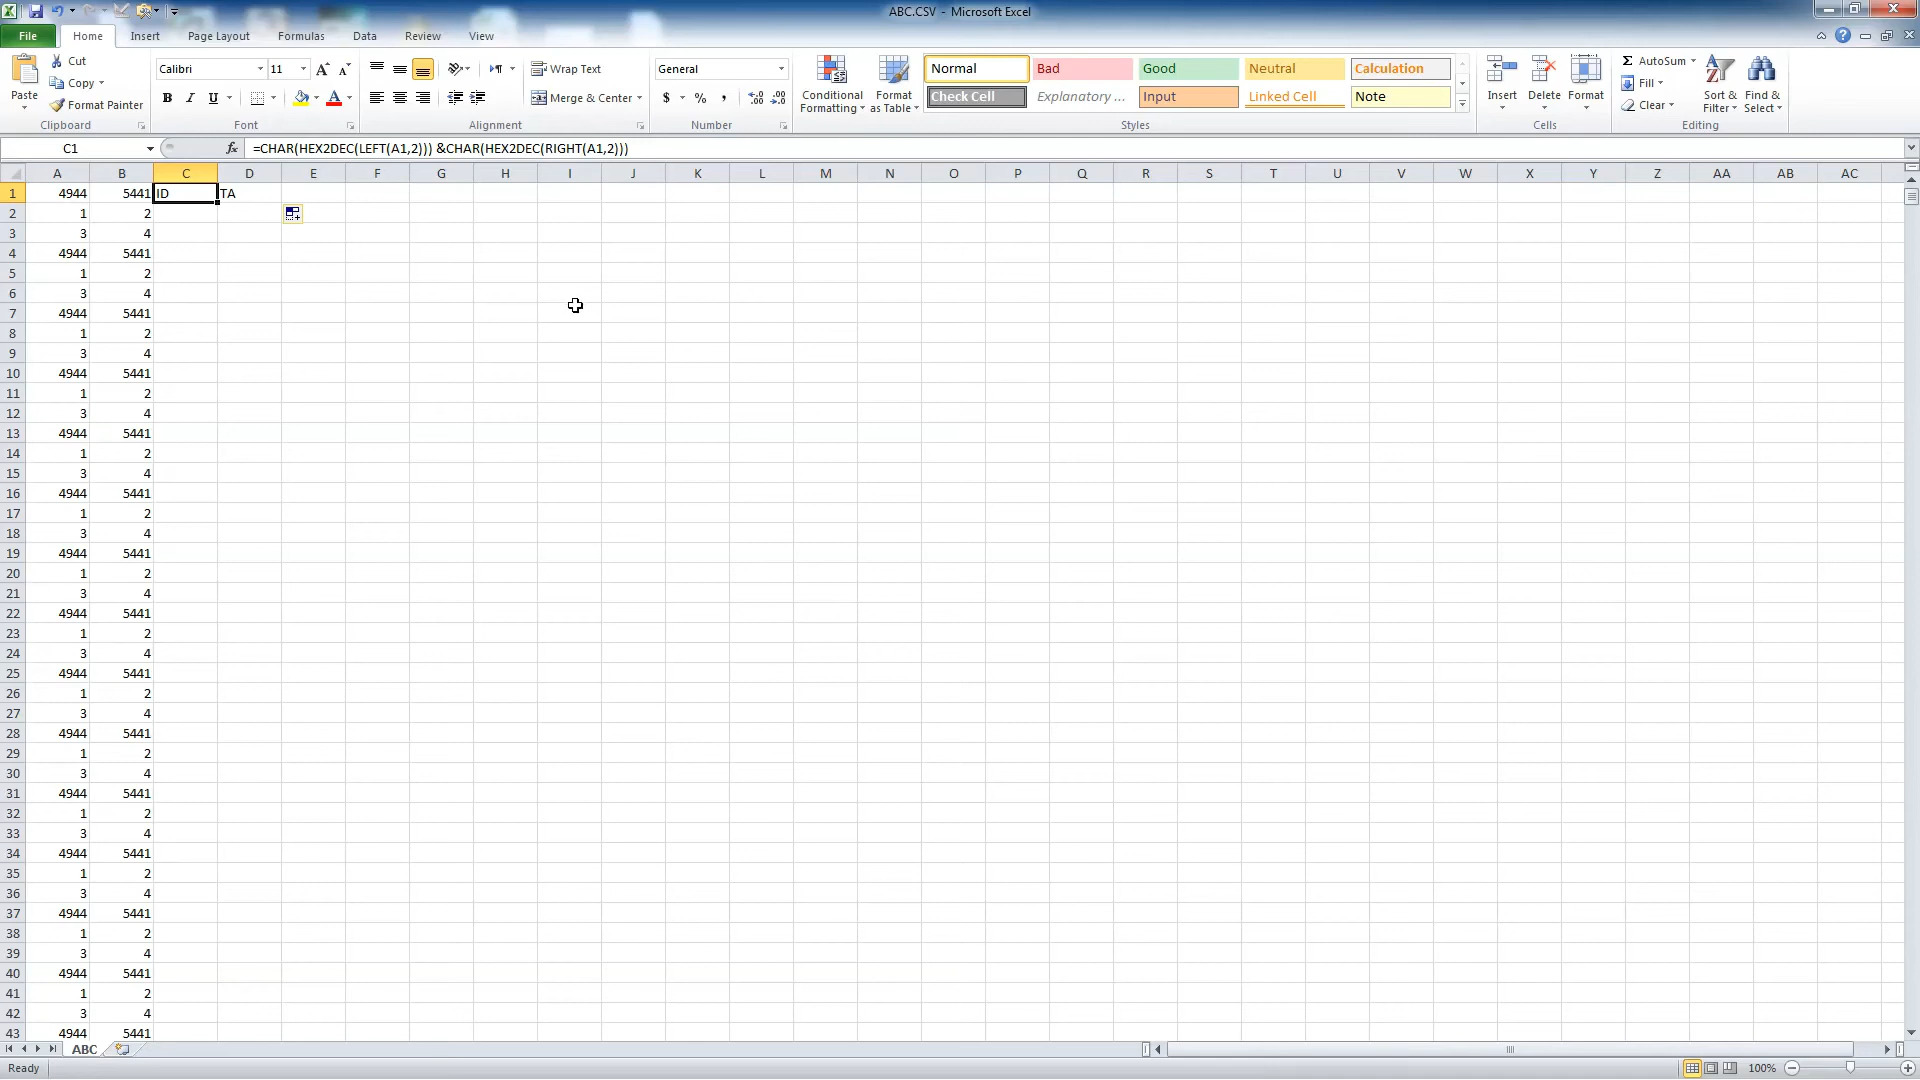 ABC.CSV - Microsoft Excel
File Home Insert Page Layout Formulas Data Review View
Paste
Cut
Copy
Format Painter
Clipboard
Calibri 11
B I U
Font
Wrap Text
Merge & Center
Alignment
General
$ % ,
Number
Conditional Formatting
Format as Table
Normal Bad Good Neutral Calculation
Check Cell Explanatory ... Input Linked Cell Note
Styles
Insert Delete Format
Cells
AutoSum
Fill
Clear
Sort & Filter
Find & Select
Editing
C1 fx =CHAR(HEX2DEC(LEFT(A1,2))) &CHAR(HEX2DEC(RIGHT(A1,2)))
A B C D E F G H I J K L M N O P Q R S T U V W X Y Z AA AB AC
1 4944 5441 ID TA
2 1 2
3 3 4
4 4944 5441
5 1 2
6 3 4
7 4944 5441
8 1 2
9 3 4
10 4944 5441
11 1 2
12 3 4
13 4944 5441
14 1 2
15 3 4
16 4944 5441
17 1 2
18 3 4
19 4944 5441
20 1 2
21 3 4
22 4944 5441
23 1 2
24 3 4
25 4944 5441
26 1 2
27 3 4
28 4944 5441
29 1 2
30 3 4
31 4944 5441
32 1 2
33 3 4
34 4944 5441
35 1 2
36 3 4
37 4944 5441
38 1 2
39 3 4
40 4944 5441
41 1 2
42 3 4
43 4944 5441
ABC
Ready 100%